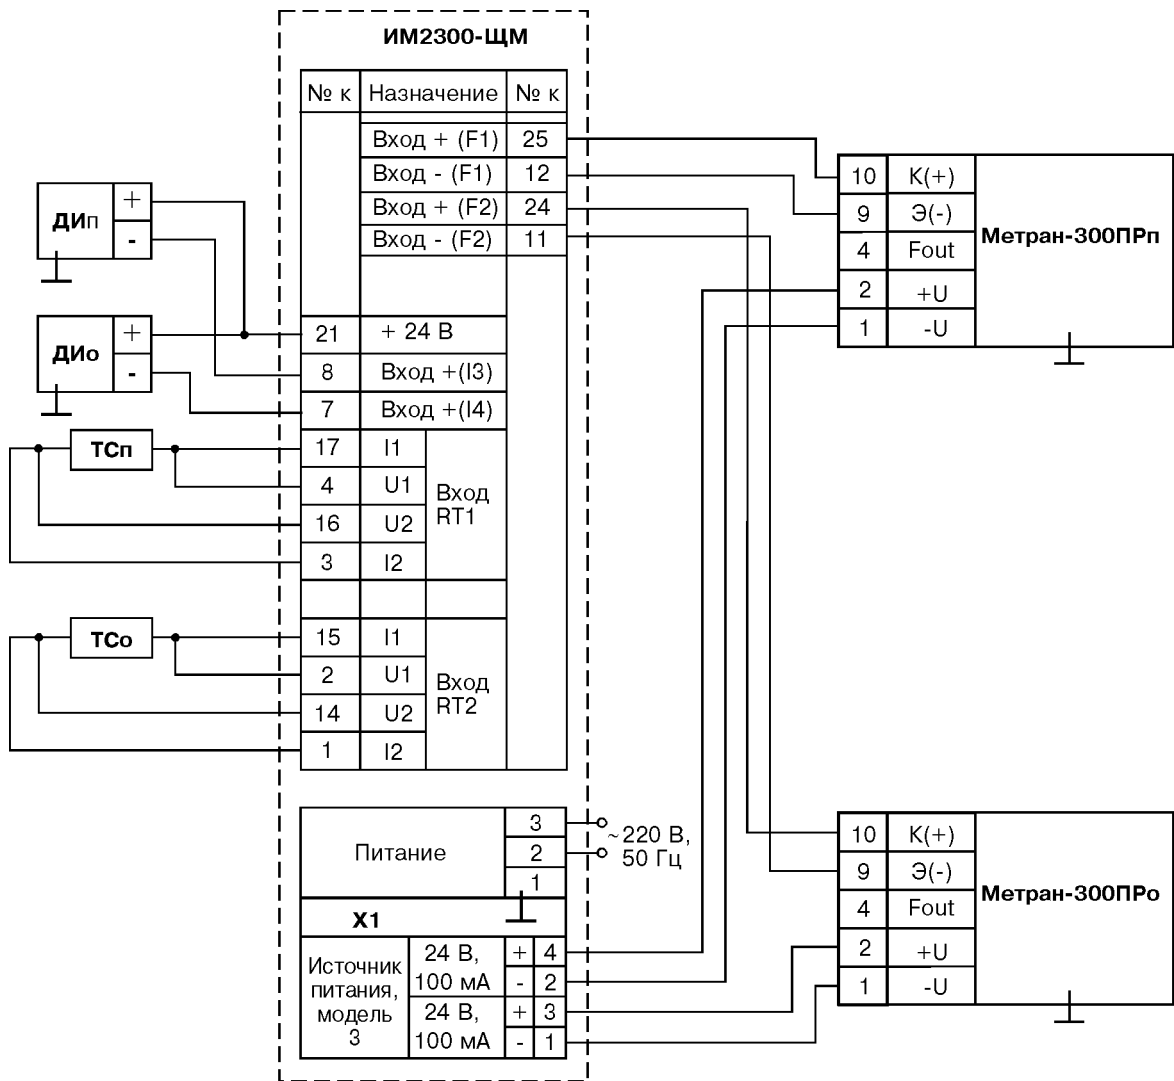 ИМ2300-ЩМ
№ к Назначение № к
Вход + (F1) 25
Вход - (F1) 12
Вход + (F2) 24
Вход - (F2) 11
ДИп + -
ДИо + -
21 + 24 В
8 Вход +(I3)
7 Вход +(I4)
ТСп
17 I1
4 U1
16 U2
3 I2
Вход
RT1
ТСо
15 I1
2 U1
14 U2
1 I2
Вход
RT2
Питание
3
2
1
~220 В,
50 Гц
X1
Источник
питания,
модель
3
24 В,
100 мА
+ 4
- 2
24 В,
100 мА
+ 3
- 1
10 К(+)
9 Э(-)
4 Fout
2 +U
1 -U
Метран-300ПРп
10 К(+)
9 Э(-)
4 Fout
2 +U
1 -U
Метран-300ПРо